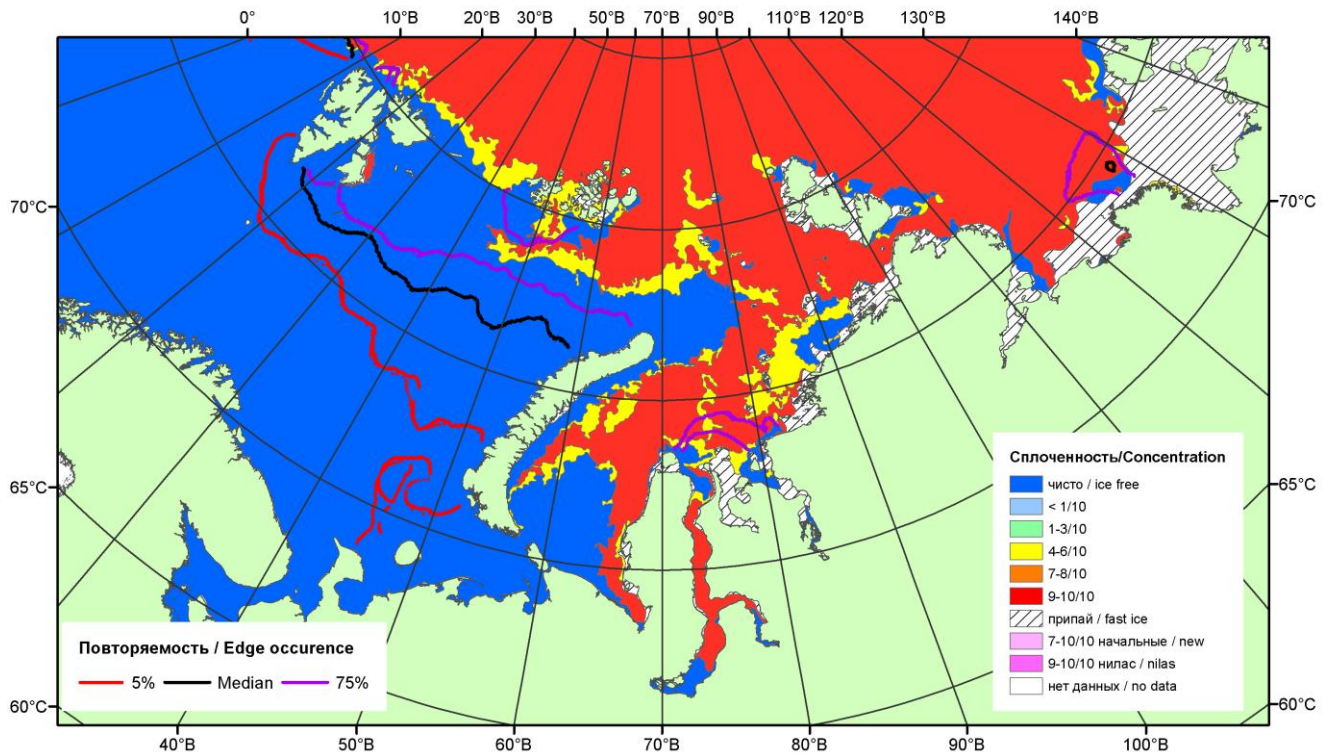 0° 10°В 20°В 30°В 50°В 70°В 90°В 110°В 120°В 130°В 140°В
70°С 70°С
65°С 65°С
60°С 60°С
Повторяемость / Edge occurence
5% Median 75%
Сплоченность/Concentration
чисто / ice free
< 1/10
1-3/10
4-6/10
7-8/10
9-10/10
припай / fast ice
7-10/10 начальные / new
9-10/10 нилас / nilas
нет данных / no data
40°В 50°В 60°В 70°В 80°В 90°В 100°В